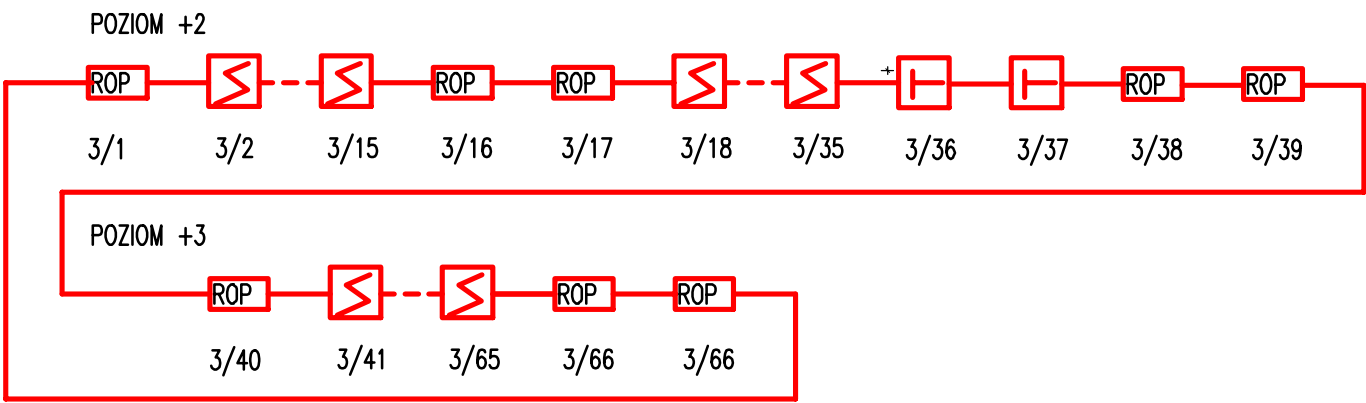 POZIOM +2
ROP ROP ROP ROP ROP
3/1 3/2 3/15 3/16 3/17 3/18 3/35 3/36 3/37 3/38 3/39
POZIOM +3
ROP ROP ROP
3/40 3/41 3/65 3/66 3/66